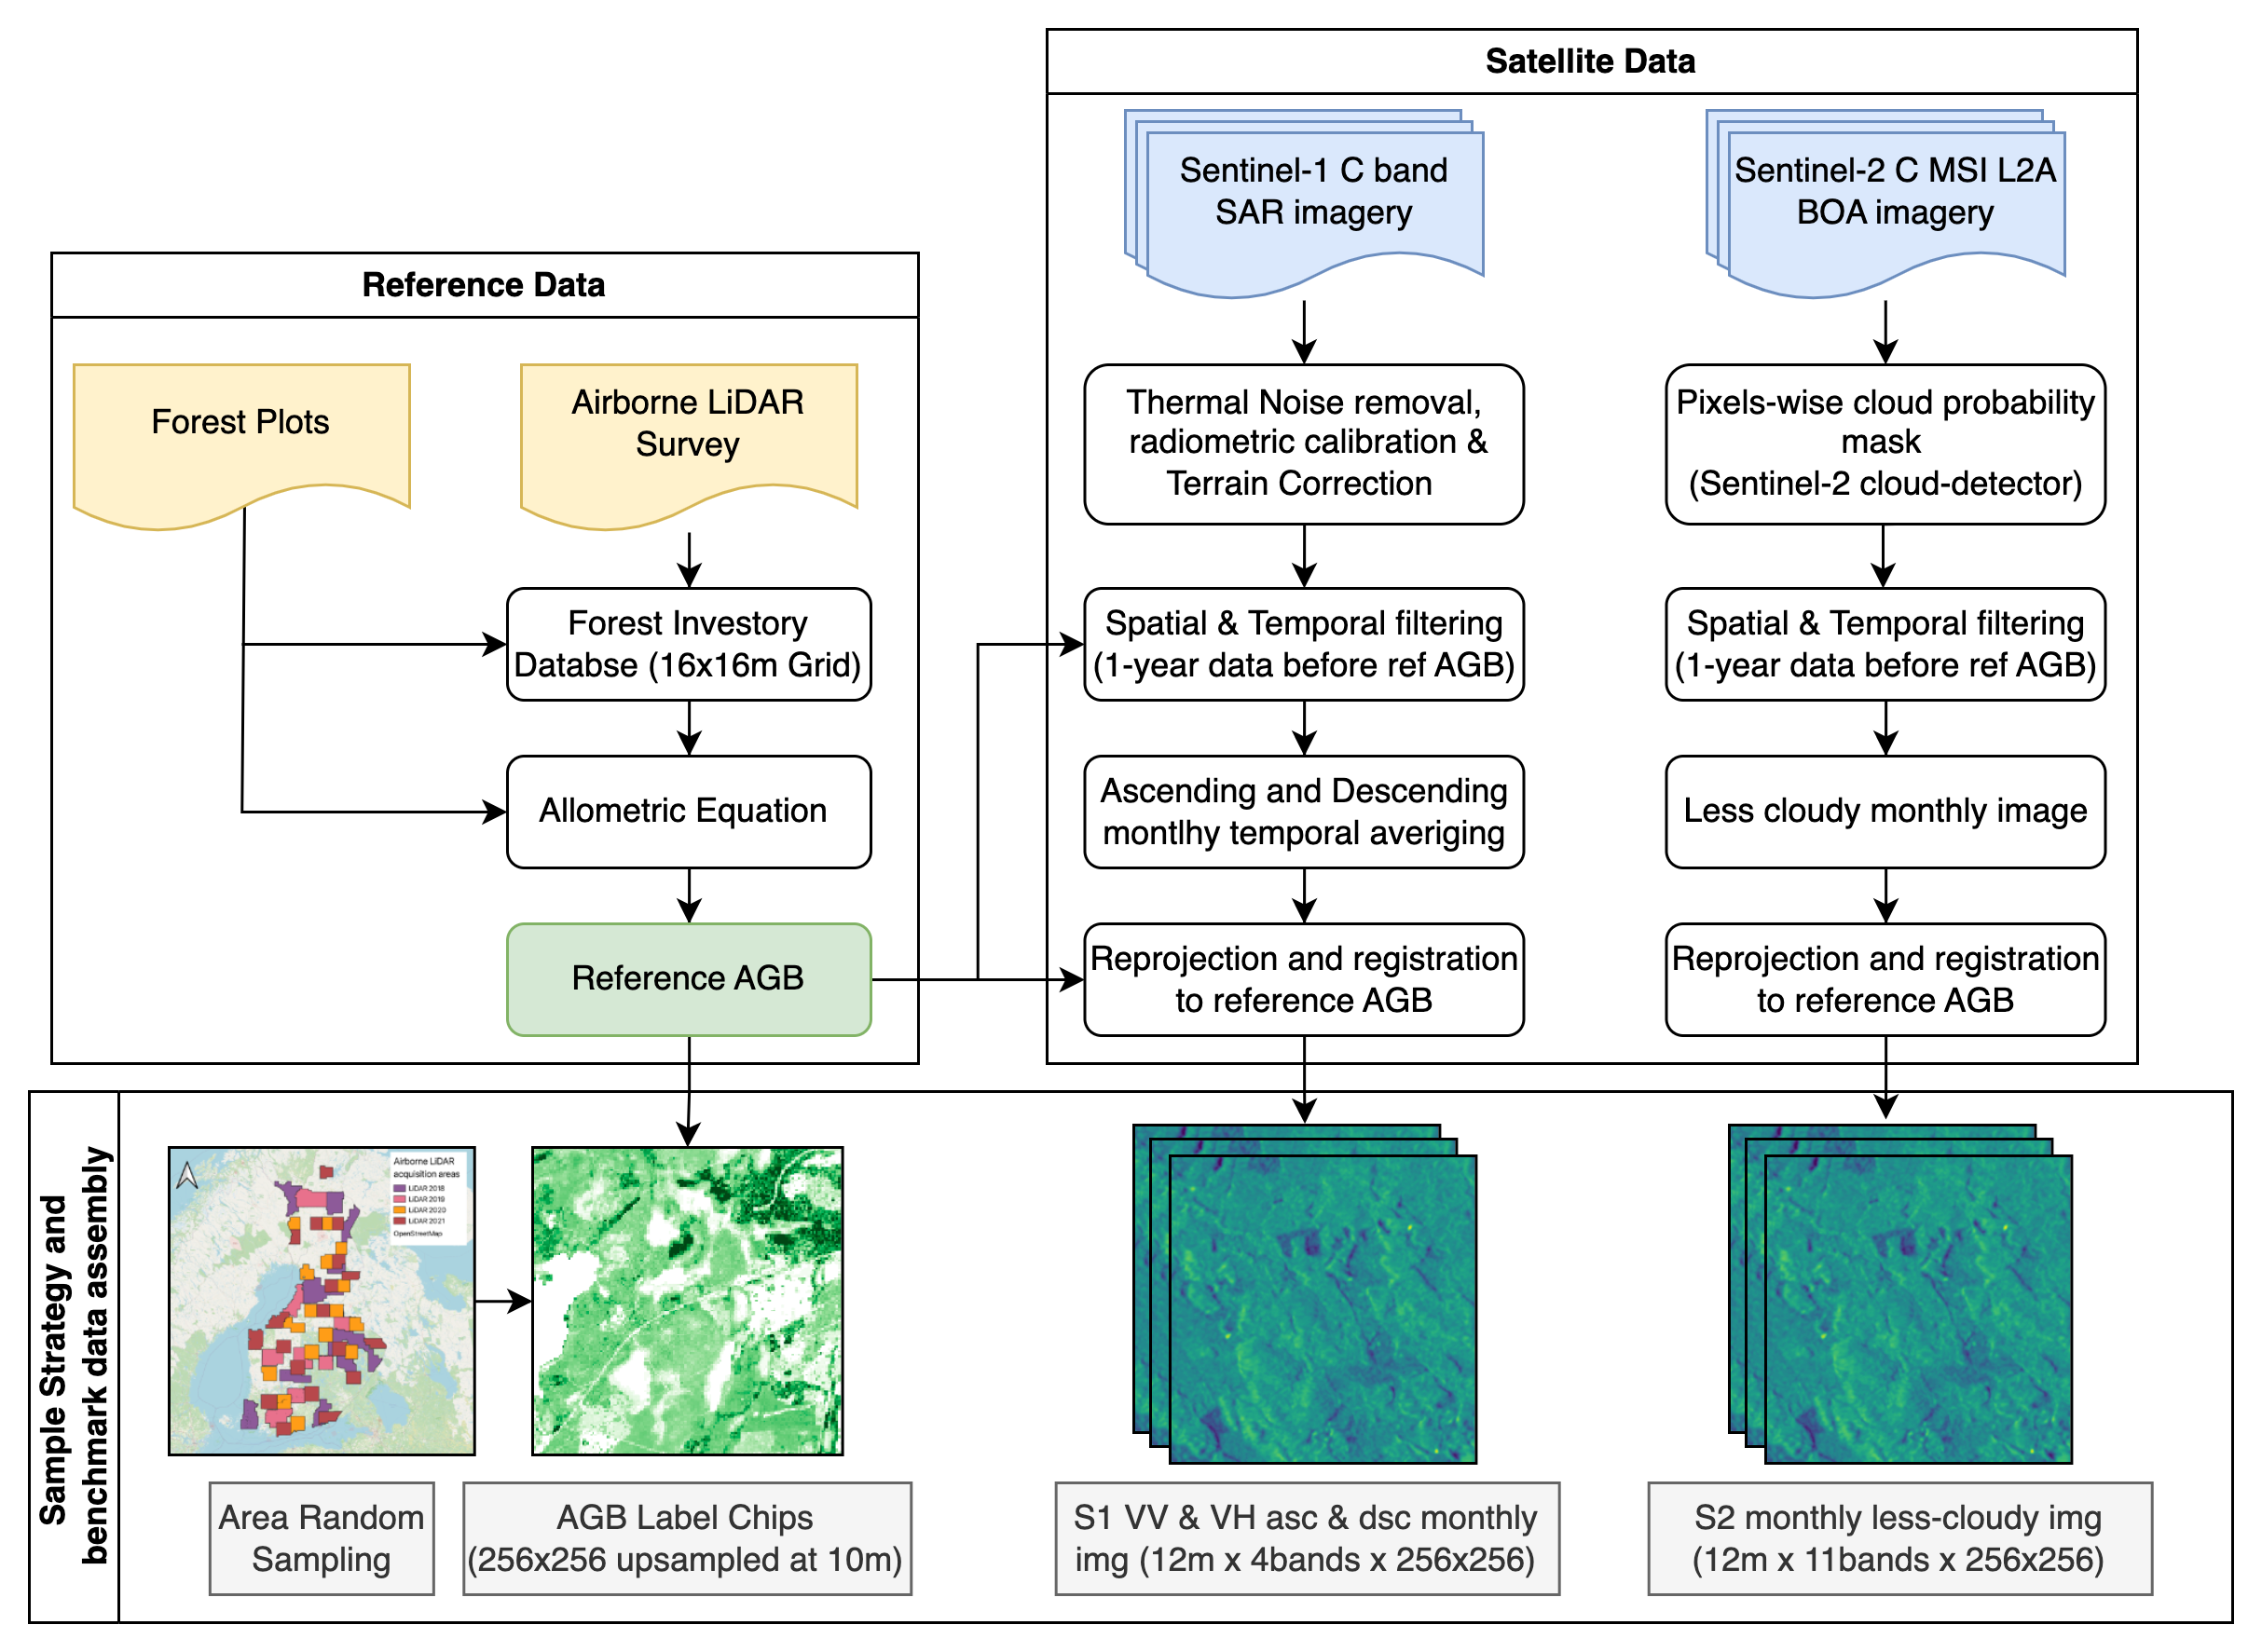 Satellite Data
Sentinel-1 C band
SAR imagery
Sentinel-2 C MSI L2A
BOA imagery
Reference Data
Forest Plots
Airborne LiDAR
Survey
Thermal Noise removal,
radiometric calibration &
Terrain Correction
Pixels-wise cloud probability
mask
(Sentinel-2 cloud-detector)
Forest Investory
Databse (16x16m Grid)
Spatial & Temporal filtering
(1-year data before ref AGB)
Spatial & Temporal filtering
(1-year data before ref AGB)
Allometric Equation
Ascending and Descending
montlhy temporal averiging
Less cloudy monthly image
Reference AGB
Reprojection and registration
to reference AGB
Reprojection and registration
to reference AGB
Sample Strategy and
benchmark data assembly
Airborne LiDAR
acquisition areas
LiDAR 2018
LiDAR 2019
LiDAR 2020
LiDAR 2021
OpenStreetMap
Area Random
Sampling
AGB Label Chips
(256x256 upsampled at 10m)
S1 VV & VH asc & dsc monthly
img (12m x 4bands x 256x256)
S2 monthly less-cloudy img
(12m x 11bands x 256x256)